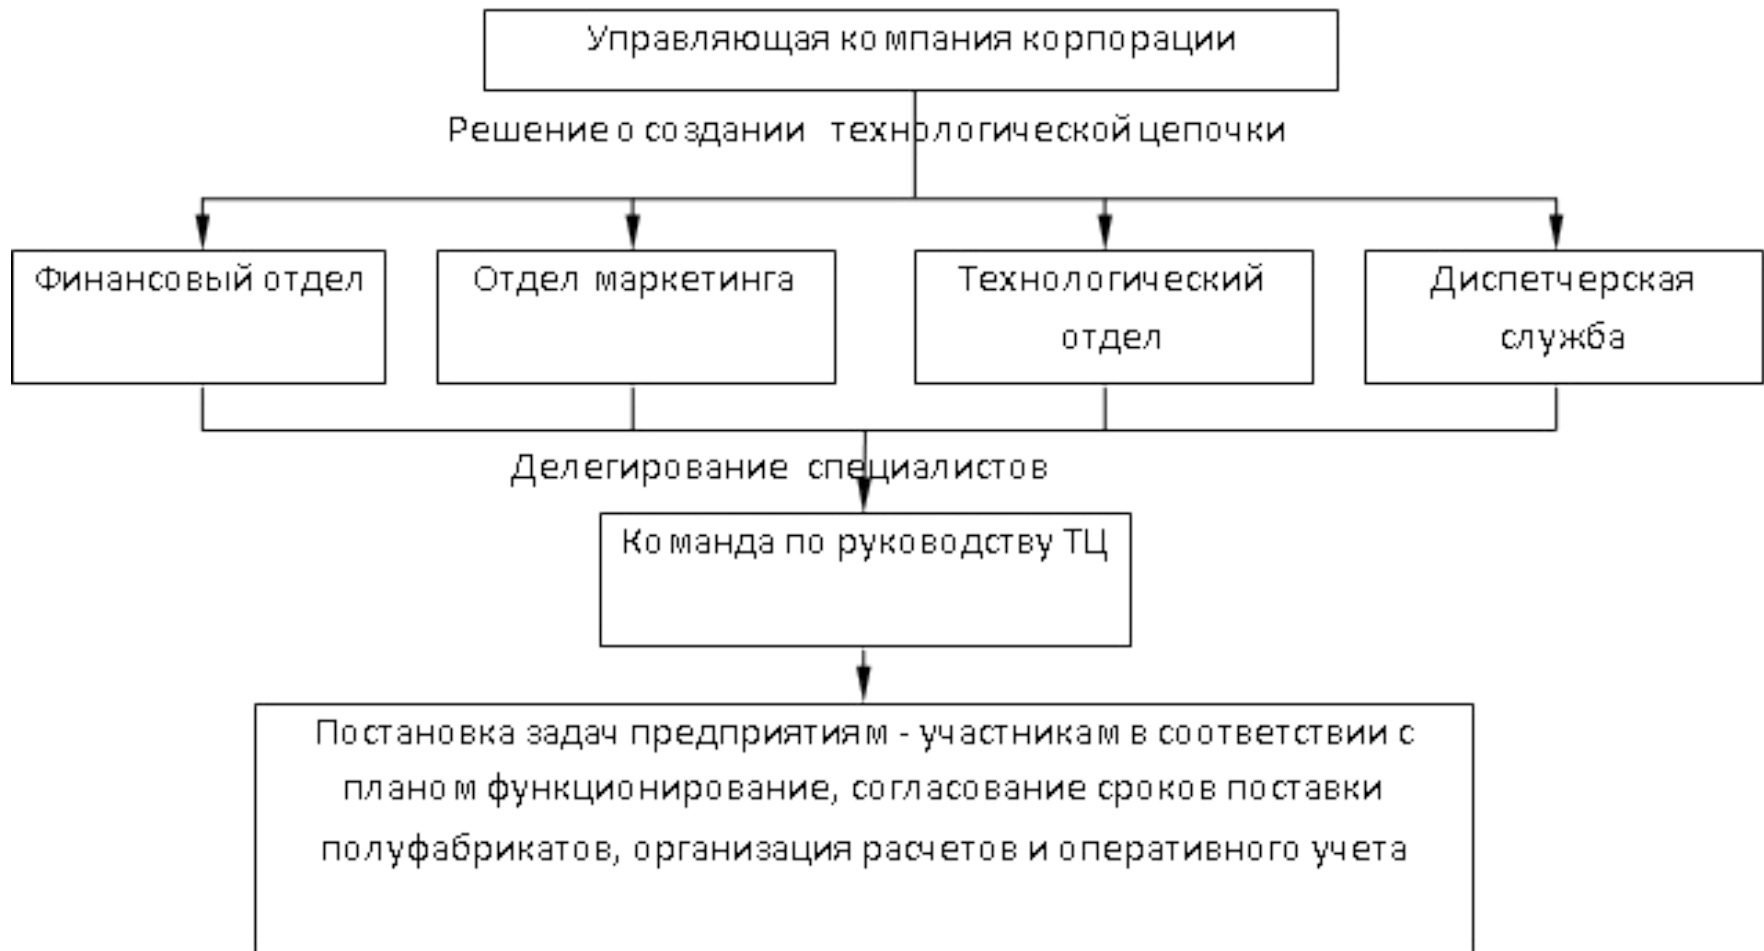 Управляющая компания корпорации
Решение о создании технологической цепочки
Финансовый отдел
Отдел маркетинга
Технологический
отдел
Диспетчерская
служба
Делегирование специалистов
Команда по руководству ТЦ
Постановка задач предприятиям - участникам в соответствии с
планом функционирование, согласование сроков поставки
полуфабрикатов, организация расчетов и оперативного учета